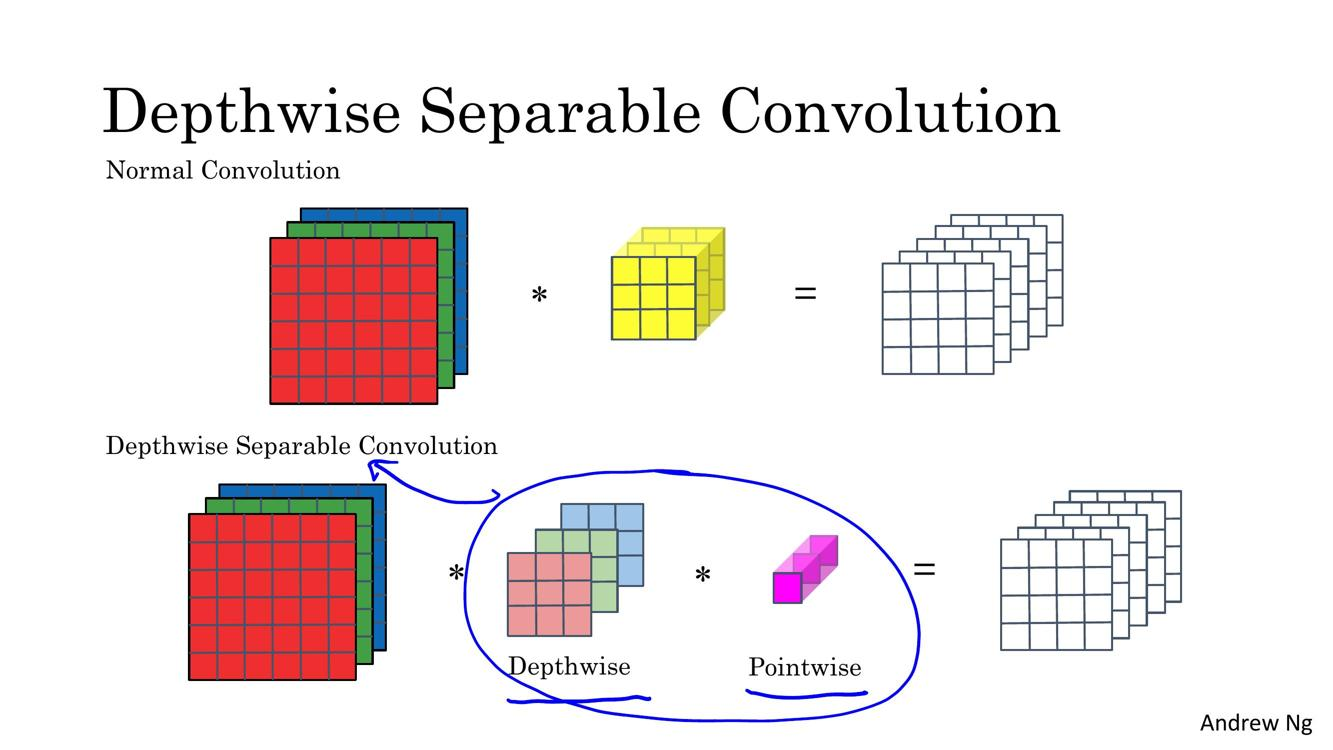 Depthwise Separable Convolution
Normal Convolution
* =
Depthwise Separable Convolution
* * =
Depthwise Pointwise
Andrew Ng